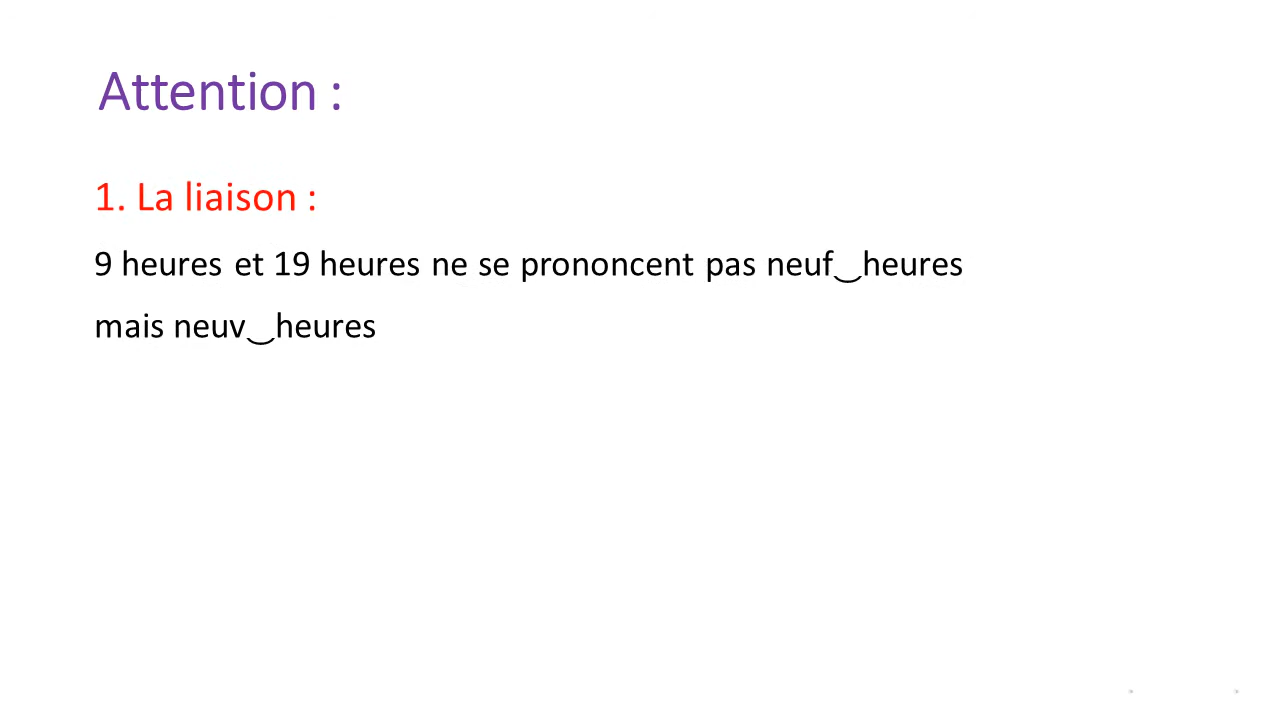 Attention :
1. La liaison :
9 heures et 19 heures ne se prononcent pas neuf‿heures
mais neuv‿heures